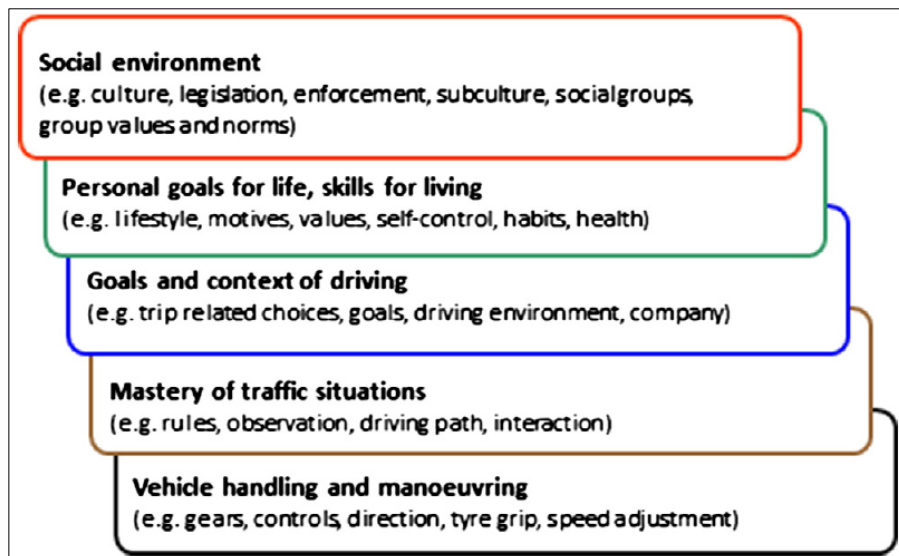 Social environment
(e.g. culture, legislation, enforcement, subculture, social groups,
group values and norms)
Personal goals for life, skills for living
(e.g. lifestyle, motives, values, self-control, habits, health)
Goals and context of driving
(e.g. trip related choices, goals, driving environment, company)
Mastery of traffic situations
(e.g. rules, observation, driving path, interaction)
Vehicle handling and manoeuvring
(e.g. gears, controls, direction, tyre grip, speed adjustment)